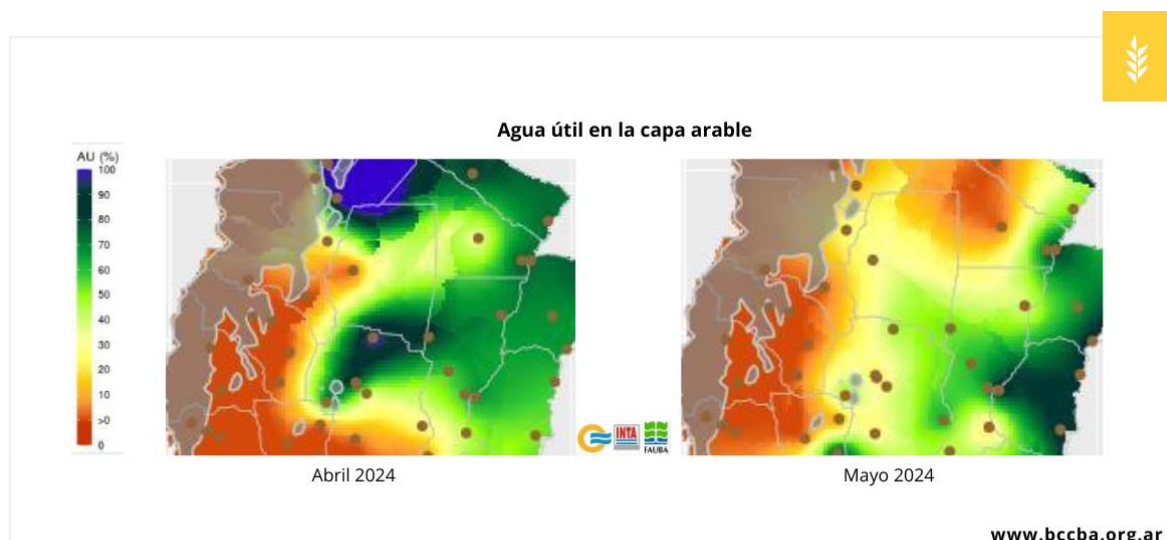 Agua útil en la capa arable
AU (%)
100
90
80
70
60
50
40
30
20
10
>0
0
INTA
FAUBA
Abril 2024
Mayo 2024
www.bccba.org.ar